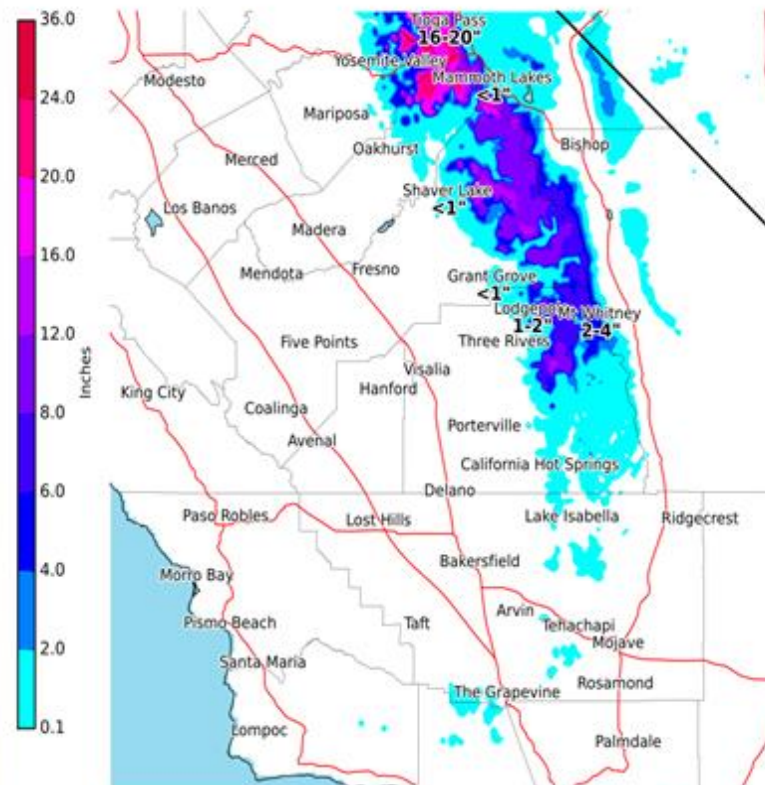 36.0
24.0
20.0
16.0
12.0
8.0
6.0
4.0
2.0
0.1
Inches
Tioga Pass
16-20"
Yosemite Valley
Modesto
Mammoth Lakes
<1"
Mariposa
Oakhurst
Bishop
Merced
Shaver Lake
<1"
Los Banos
Madera
Fresno
Mendota
Grant Grove
<1"
Lodgepole
1-2"
Mt Whitney
2-4"
Five Points
Three Rivers
Visalia
King City
Hanford
Coalinga
Avenal
Porterville
California Hot Springs
Delano
Paso Robles
Lost Hills
Lake Isabella
Ridgecrest
Bakersfield
Morro Bay
Pismo Beach
Taft
Arvin
Tehachapi
Mojave
Santa Maria
Rosamond
The Grapevine
Lompoc
Palmdale